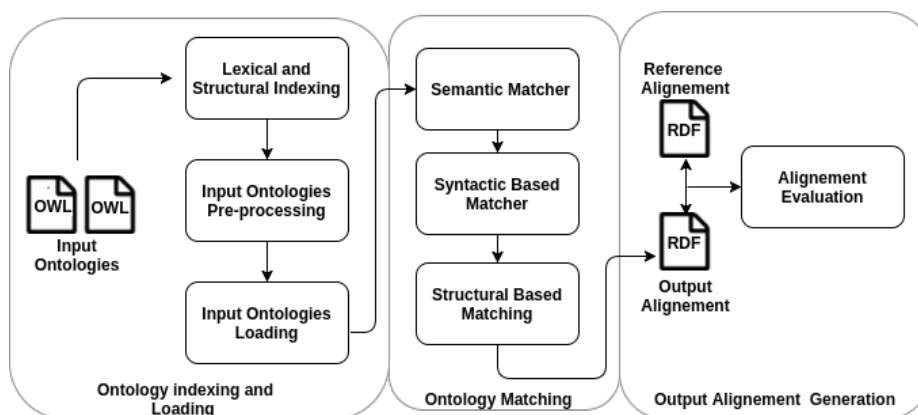 Lexical and
Structural Indexing
Input Ontologies
Pre-processing
Input Ontologies
Loading
OWL
OWL
Input
Ontologies
Ontology indexing and
Loading
Semantic Matcher
Syntactic Based
Matcher
Structural Based
Matching
Ontology Matching
Reference
Alignement
RDF
RDF
Output
Alignement
Alignement
Evaluation
Output Alignement Generation